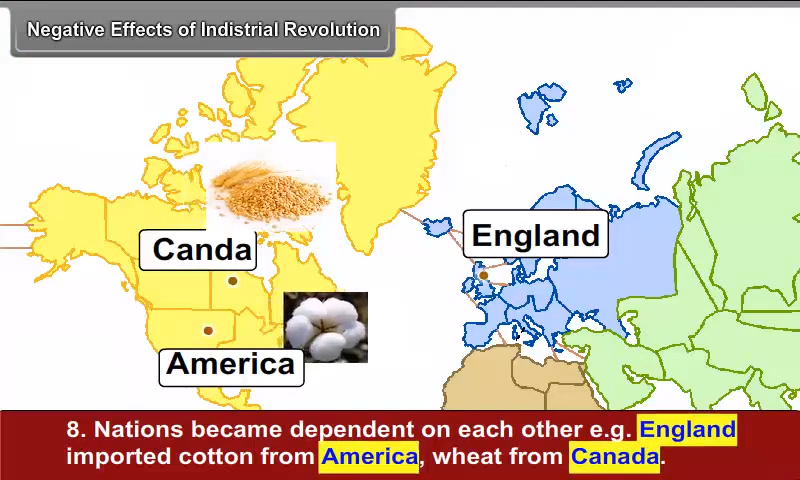 Negative Effects of Indistrial Revolution
Canda
England
America
8. Nations became dependent on each other e.g. England
imported cotton from America, wheat from Canada.